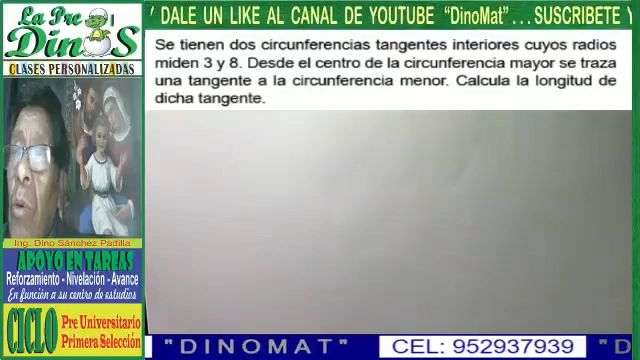 La Pre
DinoS
CLASES PERSONALIZADAS
Y DALE UN LIKE AL CANAL DE YOUTUBE “DinoMat” . . . SUSCRIBETE Y
Se tienen dos circunferencias tangentes interiores cuyos radios
miden 3 y 8. Desde el centro de la circunferencia mayor se traza
una tangente a la circunferencia menor. Calcula la longitud de
dicha tangente.
Ing. Dino Sánchez Padilla
APOYO EN TAREAS
Reforzamiento - Nivelación - Avance
En función a su centro de estudios
CICLO Pre Universitario
Primera Selección
"DINOMAT"
CEL: 952937939
"D